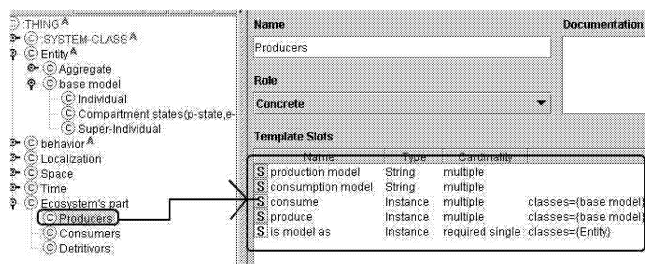 :THING A
:SYSTEM-CLASS A
Entity A
Aggregate
base model
Individual
Compartment states(p-state,e-
Super-Individual
behavior A
Localization
Space
Time
Ecosystem's part
Producers
Consumers
Detritivors
Name
Documentation
Producers
Role
Concrete
Template Slots
Name Type Cardinality
S production model String multiple
S consumption model String multiple
S consume Instance multiple classes={base model}
S produce Instance multiple classes={base model}
S is model as Instance required single classes={Entity}